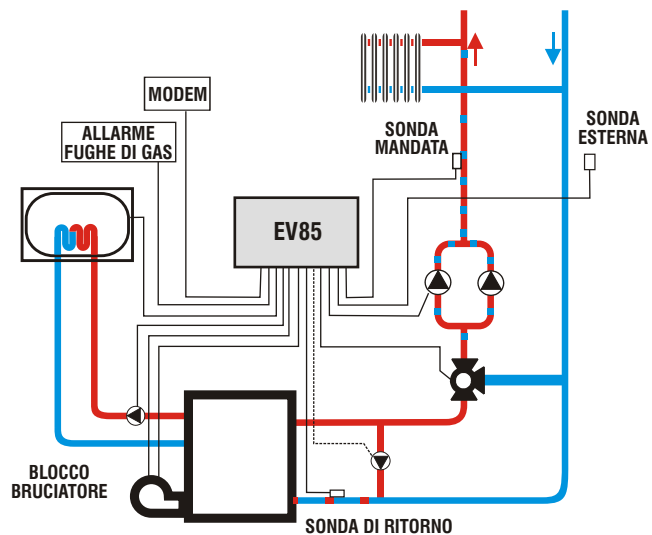 MODEM
ALLARME
FUGHE DI GAS
SONDA
MANDATA
SONDA
ESTERNA
EV85
BLOCCO
BRUCIATORE
SONDA DI RITORNO